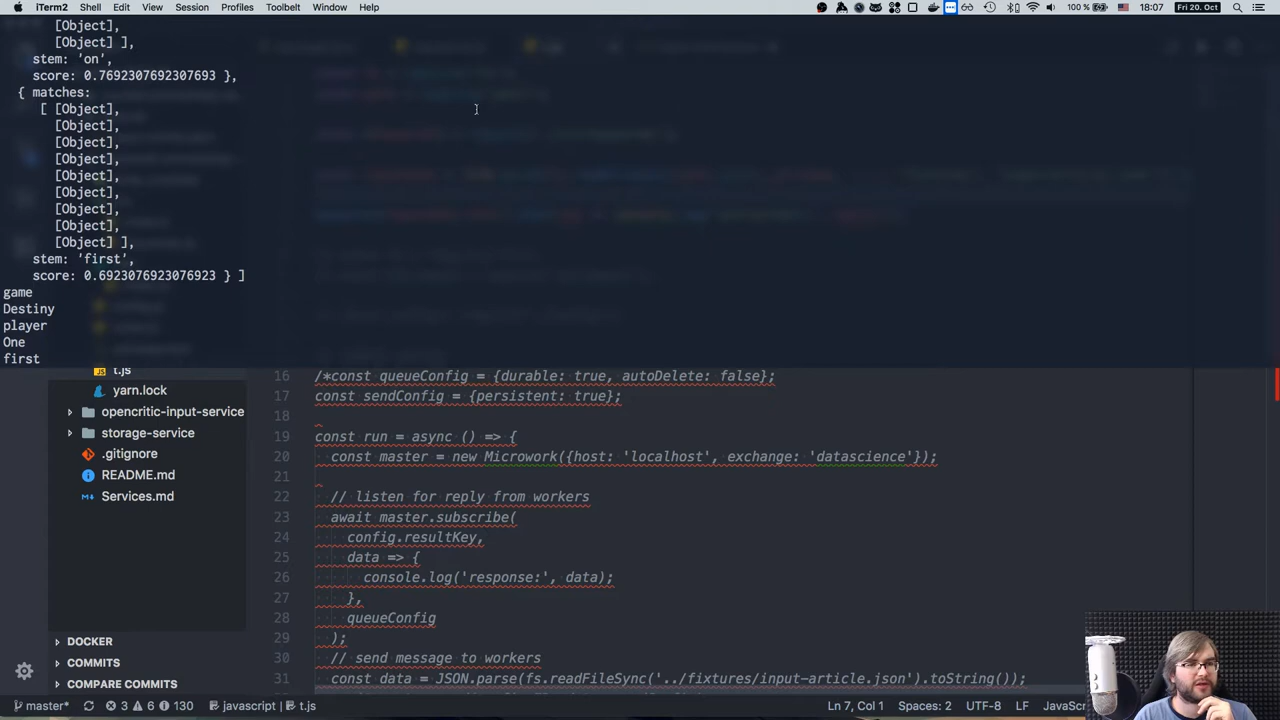 iTerm2 Shell Edit View Session Profiles Toolbelt Window Help 100 % 18:07 Fri 20. Oct
[Object],
[Object] ],
stem: 'on',
score: 0.7692307692307693 },
{ matches:
[ [Object],
[Object],
[Object],
[Object],
[Object],
[Object],
[Object],
[Object],
[Object] ],
stem: 'first',
score: 0.6923076923076923 } ]
game
Destiny
player
One
first
t.js
yarn.lock
opencritic-input-service
storage-service
.gitignore
README.md
Services.md
DOCKER
COMMITS
COMPARE COMMITS
16 /*const queueConfig = {durable: true, autoDelete: false};
17 const sendConfig = {persistent: true};
18
19 const run = async () => {
20 const master = new Microwork({host: 'localhost', exchange: 'datascience'});
21
22 // listen for reply from workers
23 await master.subscribe(
24 config.resultKey,
25 data => {
26 console.log('response:', data);
27 },
28 queueConfig
29 );
30 // send message to workers
31 const data = JSON.parse(fs.readFileSync('../fixtures/input-article.json').toString());
master* 3 6 130 javascript | t.js Ln 7, Col 1 Spaces: 2 UTF-8 LF